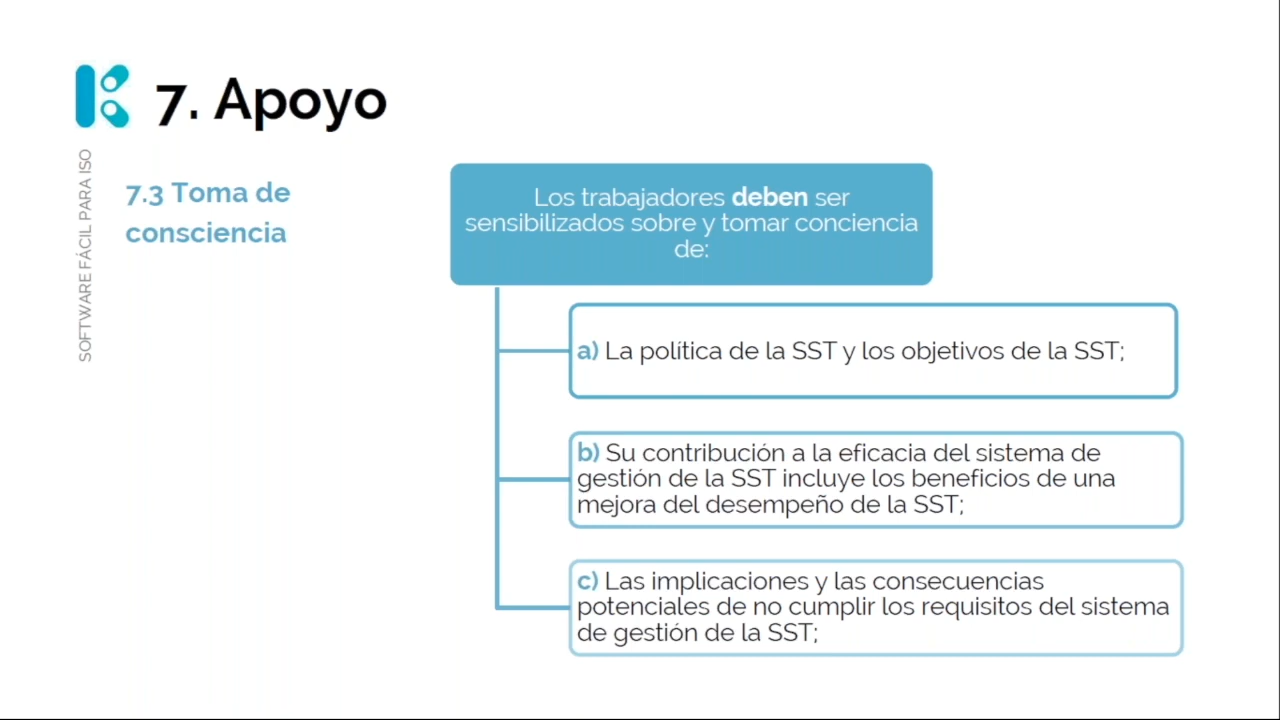 7. Apoyo
SOFTWARE FÁCIL PARA ISO
7.3 Toma de
consciencia
Los trabajadores deben ser
sensibilizados sobre y tomar conciencia
de:
a) La política de la SST y los objetivos de la SST;
b) Su contribución a la eficacia del sistema de
gestión de la SST incluye los beneficios de una
mejora del desempeño de la SST;
c) Las implicaciones y las consecuencias
potenciales de no cumplir los requisitos del sistema
de gestión de la SST;